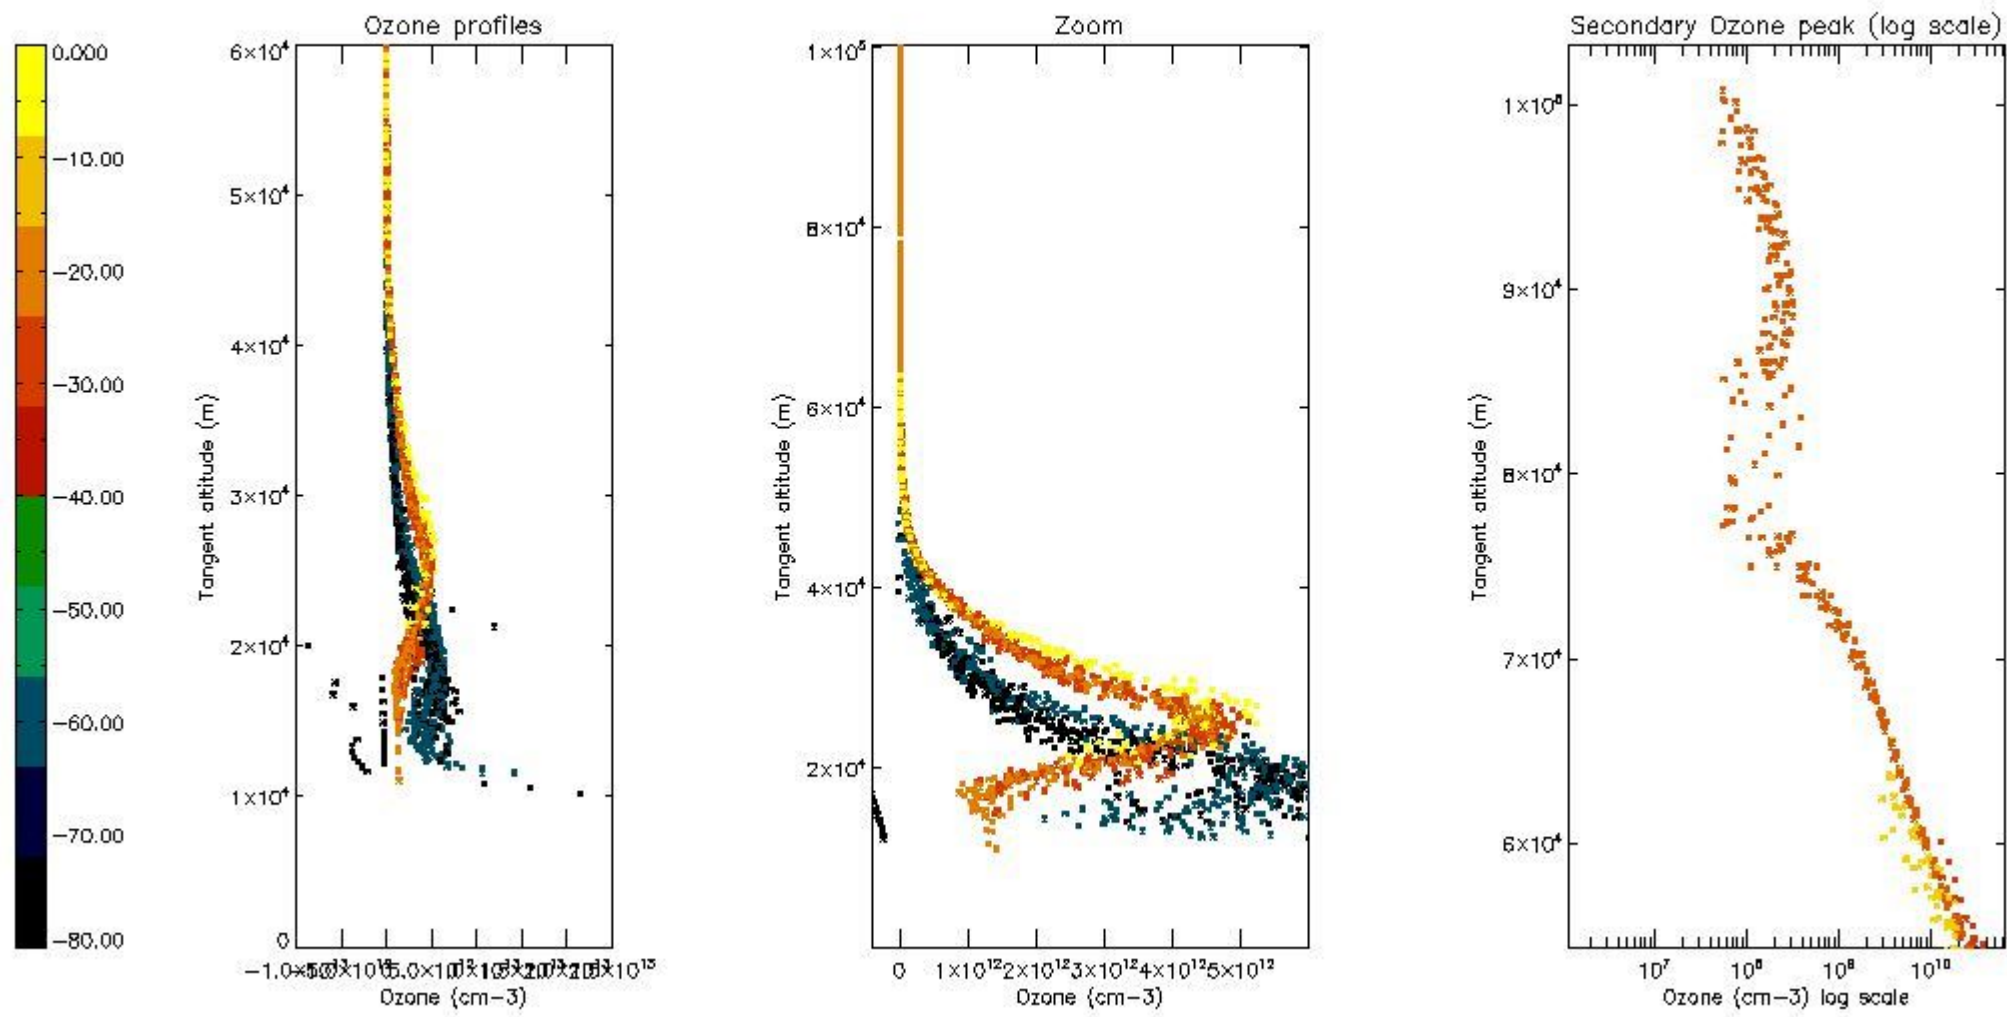 Ozone profiles
Zoom
Secondary Ozone peak (log scale)
0.000
-10.00
-20.00
-30.00
-40.00
-50.00
-60.00
-70.00
-80.00
6×10⁴
5×10⁴
4×10⁴
3×10⁴
2×10⁴
1×10⁴
0
Tangent altitude (m)
Ozone (cm-3)
1×10⁵
8×10⁴
6×10⁴
4×10⁴
2×10⁴
Tangent altitude (m)
0 1×10¹² 2×10¹² 3×10¹² 4×10¹² 5×10¹²
Ozone (cm-3)
1×10⁵
9×10⁴
8×10⁴
7×10⁴
6×10⁴
Tangent altitude (m)
10⁷ 10⁸ 10⁹ 10¹⁰
Ozone (cm-3) log scale